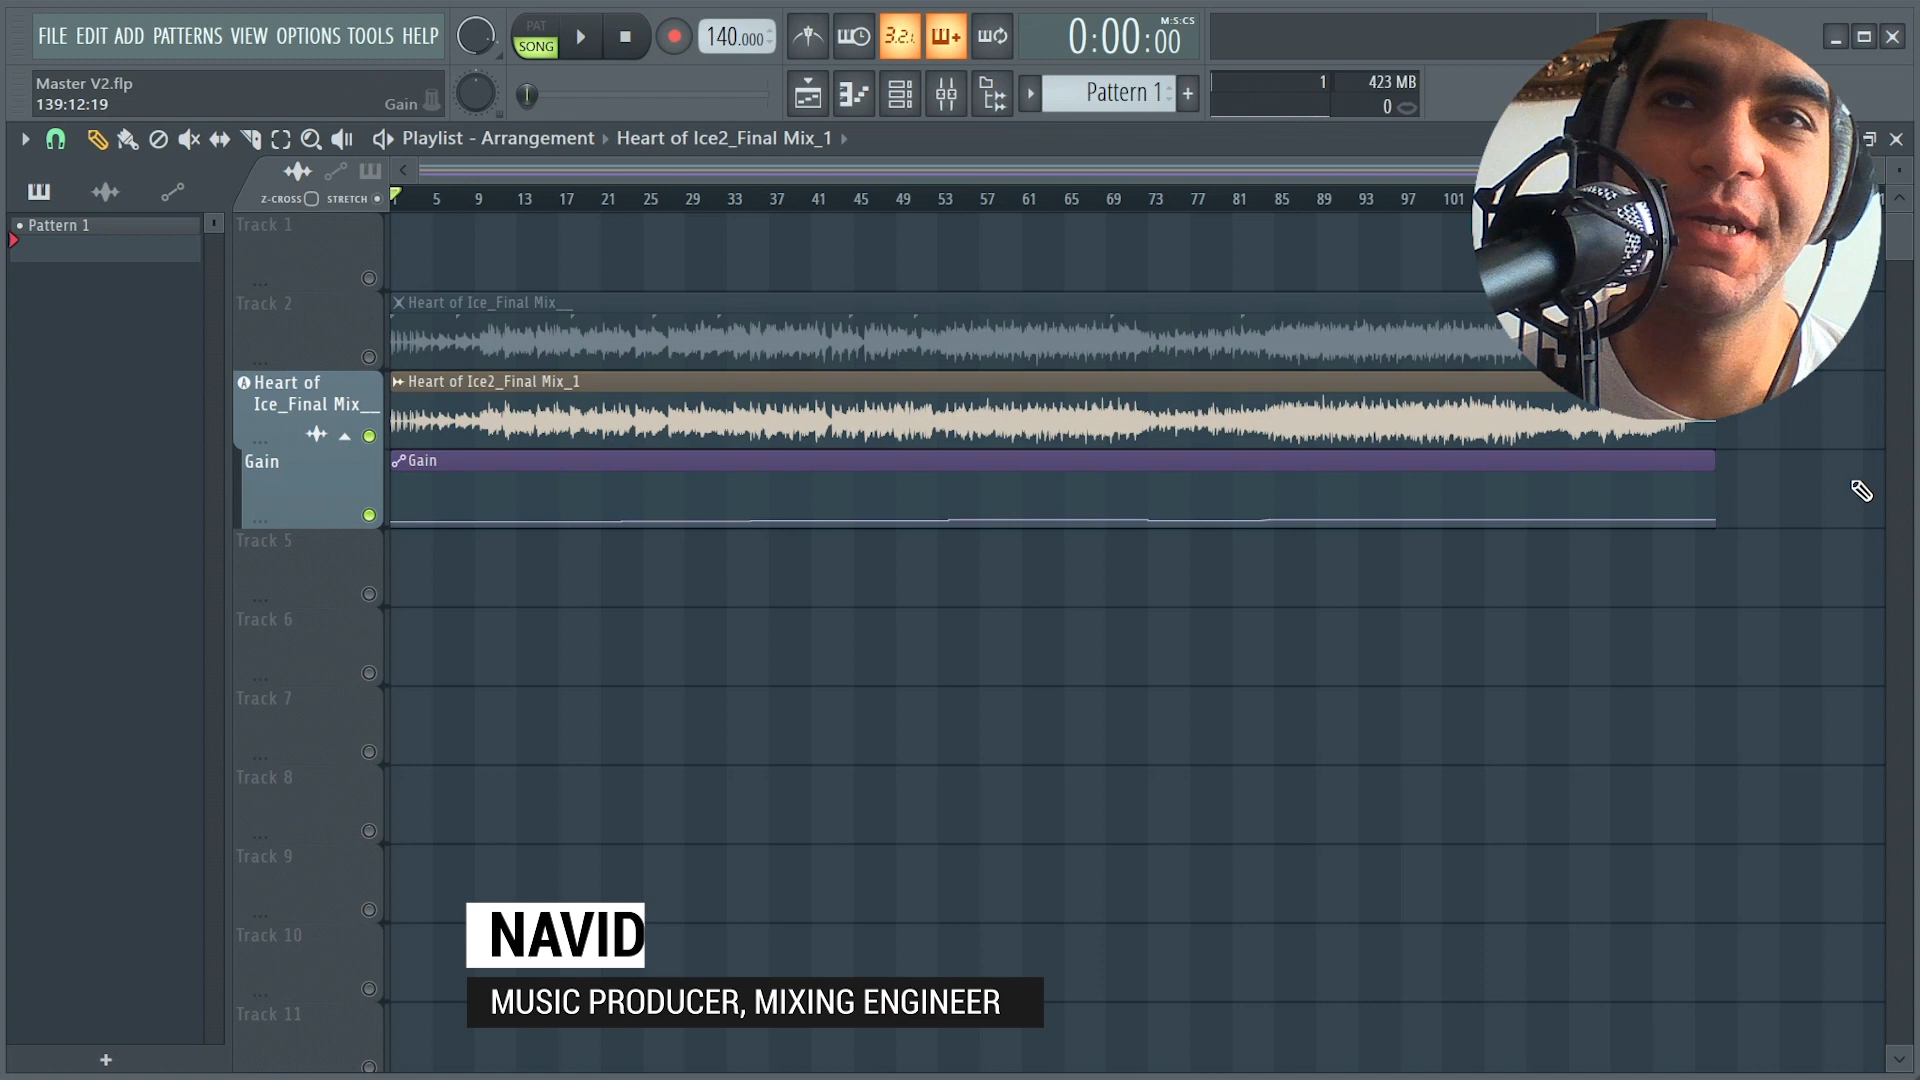 FILE EDIT ADD PATTERNS VIEW OPTIONS TOOLS HELP
PAT
SONG
140.000
3.2.1
0:00:00
M:S:CS
Master V2.flp
139:12:19
Gain
Pattern 1
1
423 MB
0
Playlist - Arrangement
Heart of Ice2_Final Mix_1
Z-CROSS
STRETCH
5 9 13 17 21 25 29 33 37 41 45 49 53 57 61 65 69 73 77 81 85 89 93 97 101
Pattern 1
Track 1
Track 2
Heart of Ice_Final Mix__
Heart of
Ice_Final Mix__
Heart of Ice2_Final Mix_1
Gain
Gain
Track 5
Track 6
Track 7
Track 8
Track 9
Track 10
Track 11
NAVID
MUSIC PRODUCER, MIXING ENGINEER